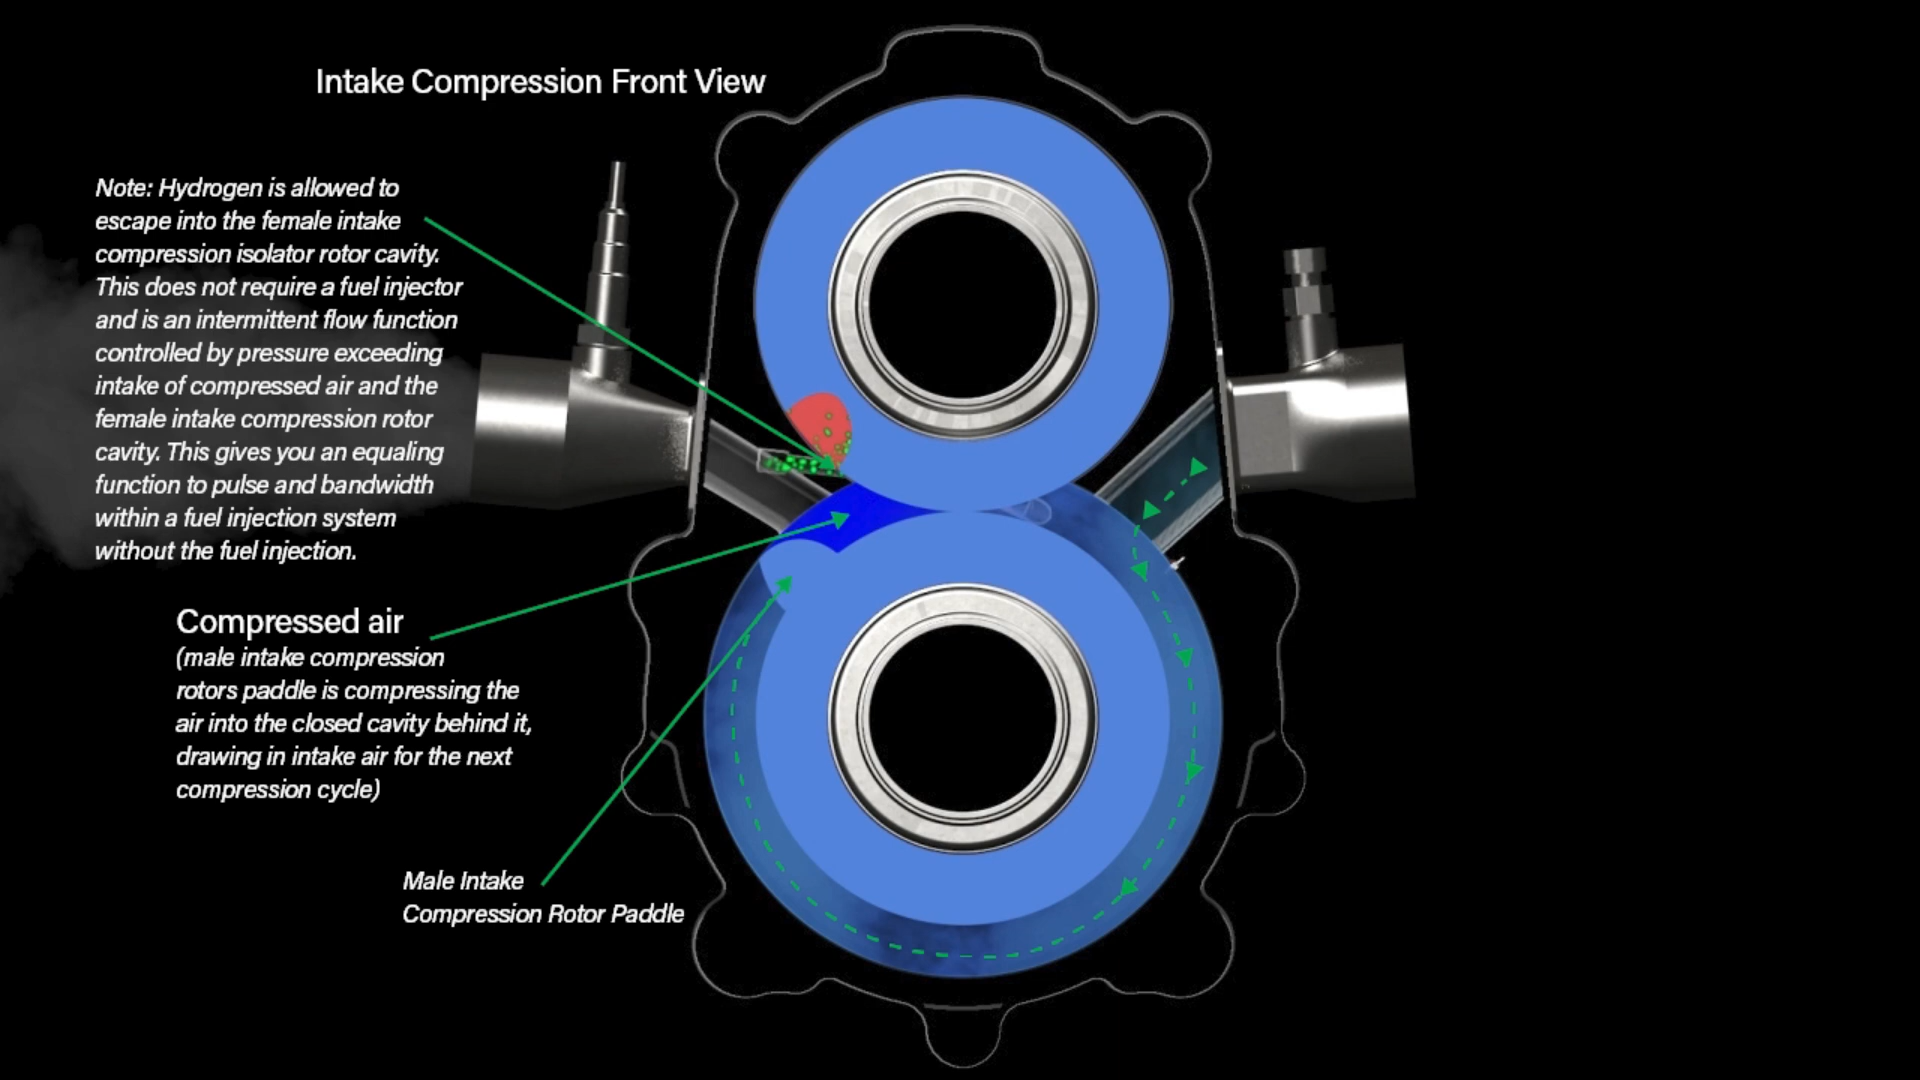 Intake Compression Front View
Note: Hydrogen is allowed to
escape into the female intake
compression isolator rotor cavity.
This does not require a fuel injector
and is an intermittent flow function
controlled by pressure exceeding
intake of compressed air and the
female intake compression rotor
cavity. This gives you an equaling
function to pulse and bandwidth
within a fuel injection system
without the fuel injection.
Compressed air
(male intake compression
rotors paddle is compressing the
air into the closed cavity behind it,
drawing in intake air for the next
compression cycle)
Male Intake
Compression Rotor Paddle